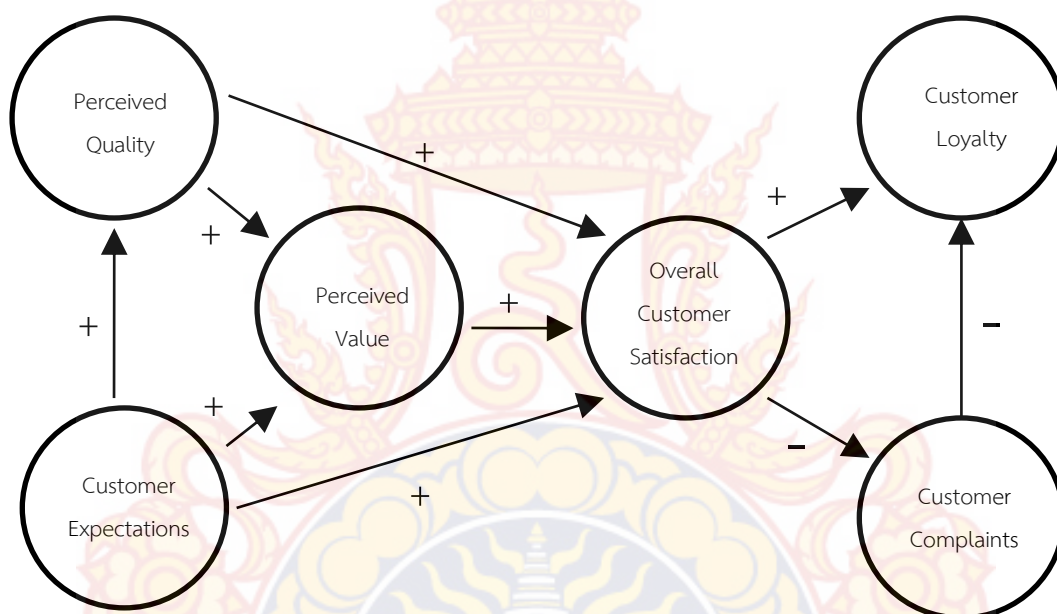 Perceived
Quality
Customer
Loyalty
+
+
+
Perceived
Value
+
Overall
Customer
Satisfaction
+
−
+
+
−
Customer
Expectations
+
Customer
Complaints